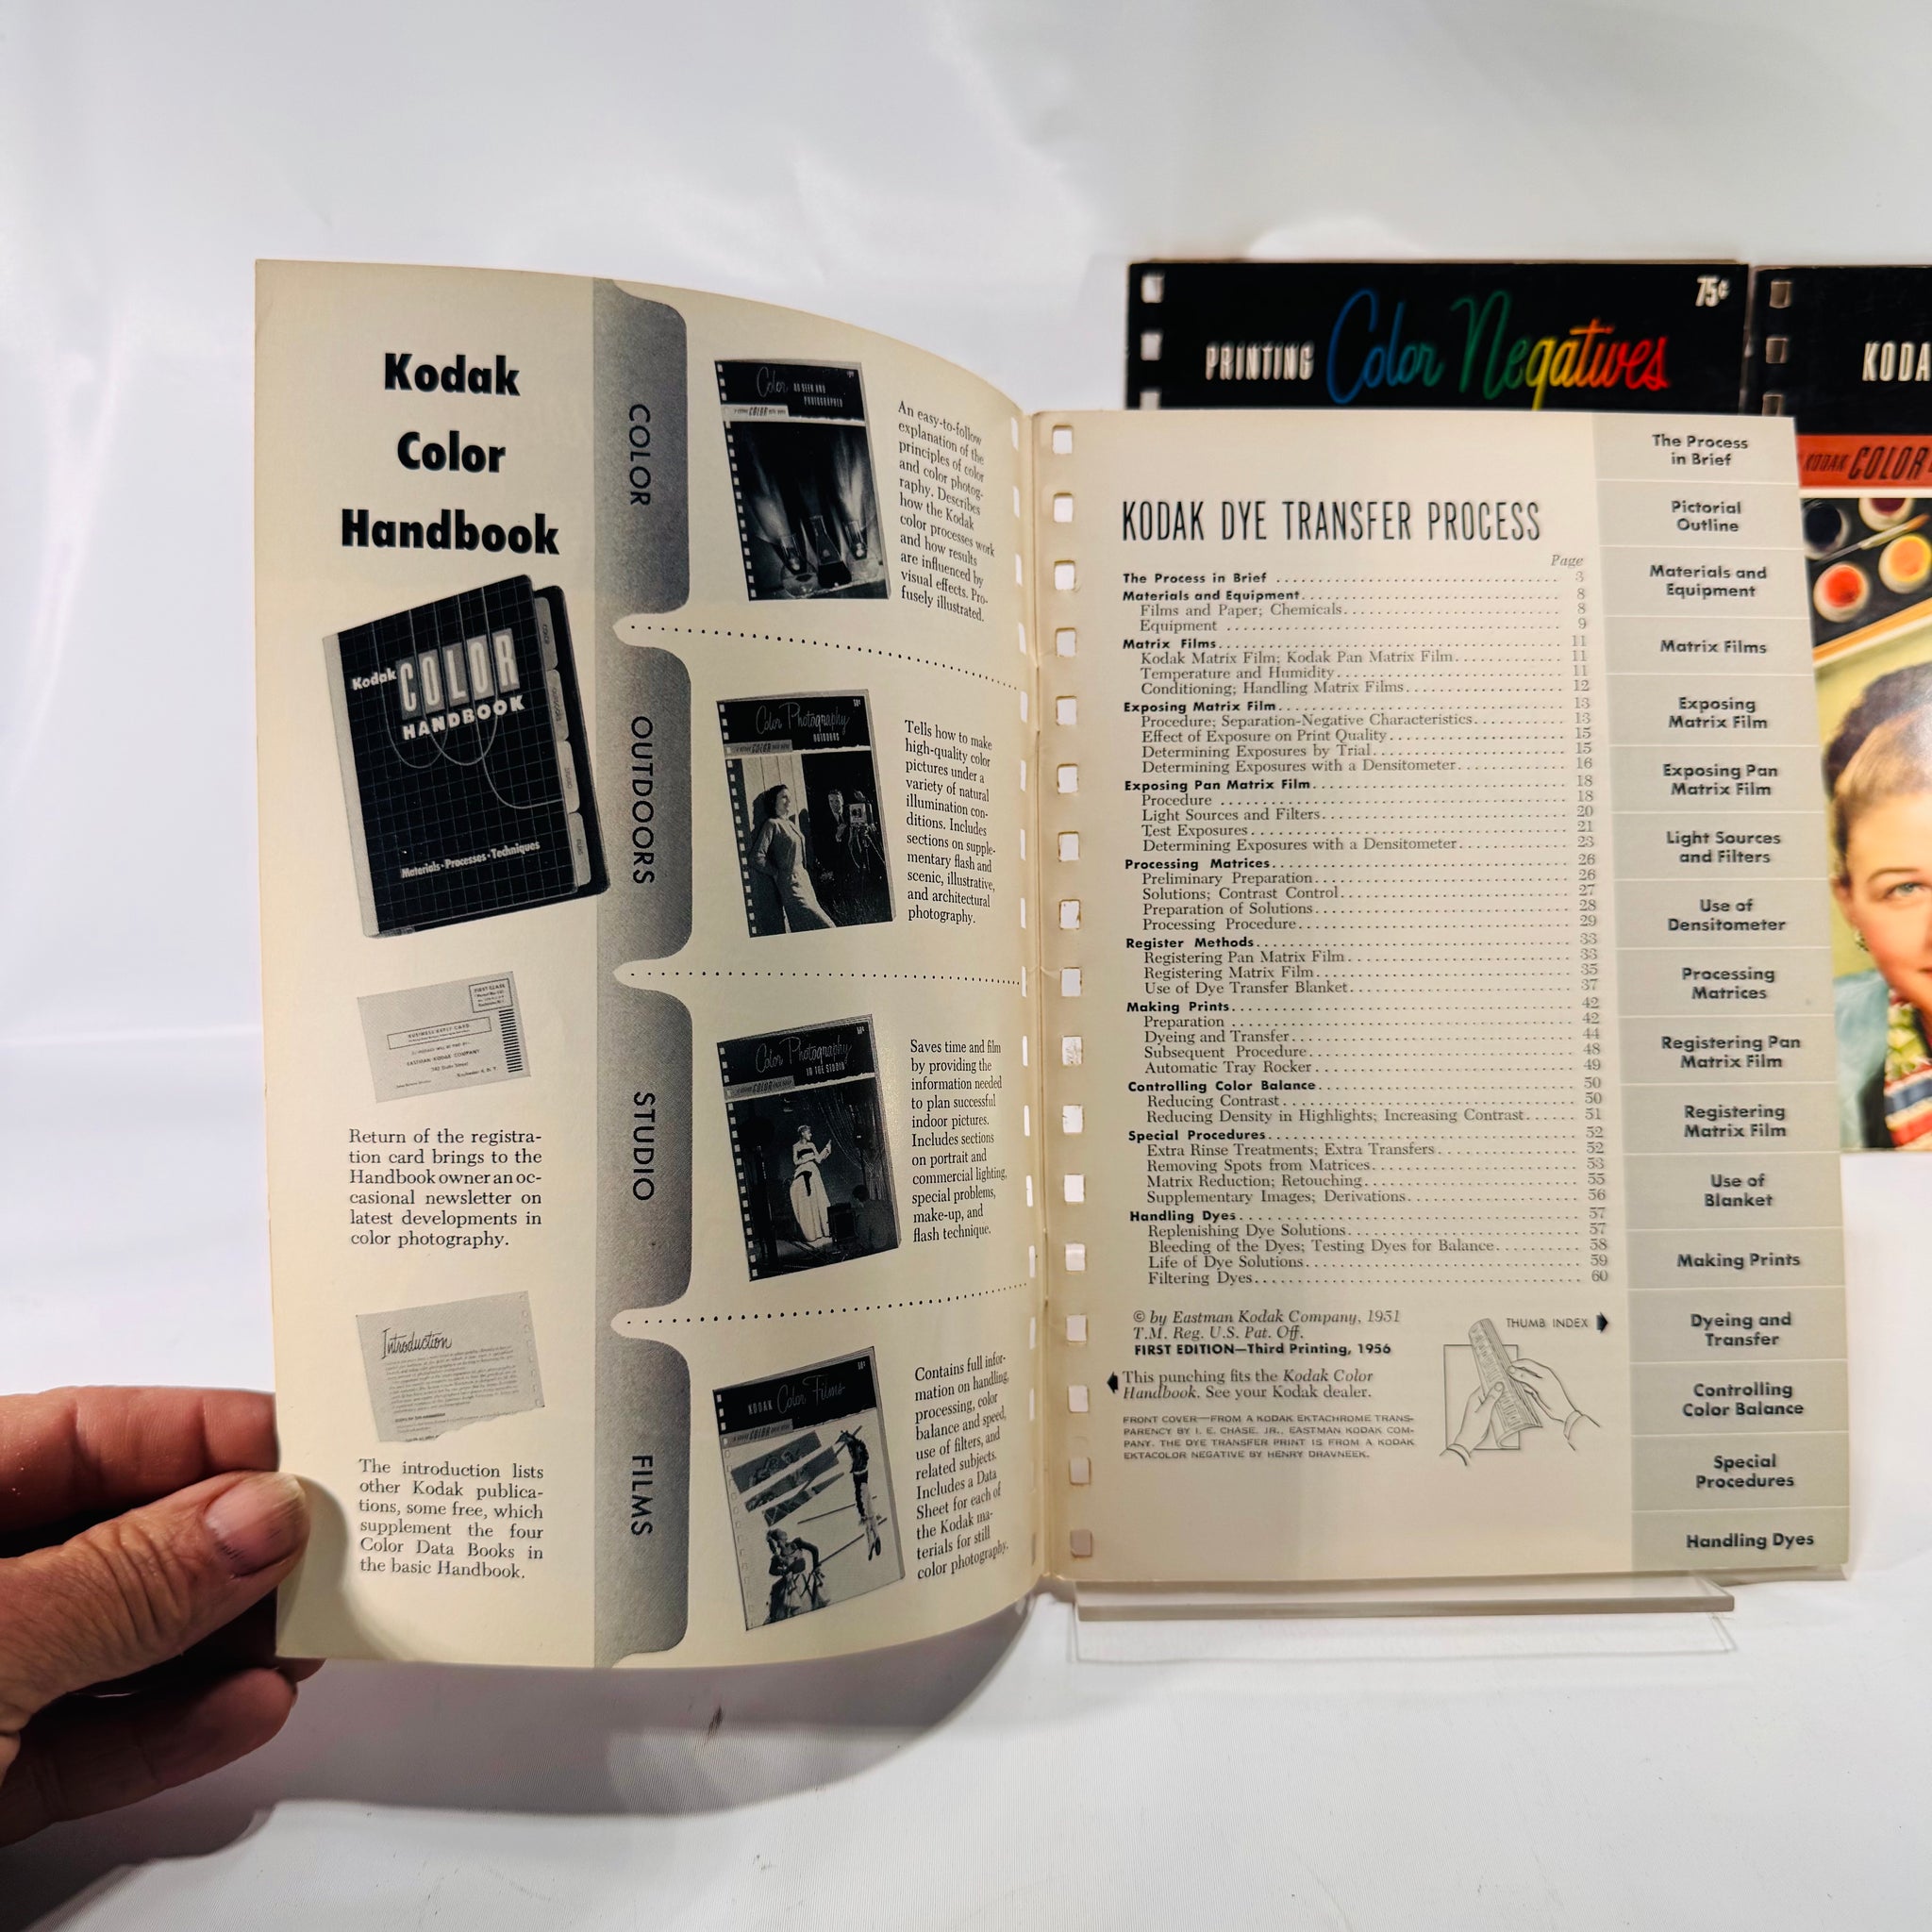 Kodak
Color
Handbook
Kodak COLOR
HANDBOOK
Materials · Processes · Techniques
BUSINESS REPLY CARD
EASTMAN KODAK COMPANY
Return of the registra-
tion card brings to the
Handbook owner an oc-
casional newsletter on
latest developments in
color photography.
Introduction
The introduction lists
other Kodak publica-
tions, some free, which
supplement the four
Color Data Books in
the basic Handbook.
COLOR
Color AS SEEN AND
PHOTOGRAPHED
An easy-to-follow
explanation of the
principles of color
and color photog-
raphy. Describes
how the Kodak
color processes work
and how results
are influenced by
visual effects. Pro-
fusely illustrated.
OUTDOORS
Color Photography
OUTDOORS
Tells how to make
high-quality color
pictures under a
variety of natural
illumination con-
ditions. Includes
sections on supple-
mentary flash and
scenic, illustrative,
and architectural
photography.
STUDIO
Color Photography
IN THE STUDIO
Saves time and film
by providing the
information needed
to plan successful
indoor pictures.
Includes sections
on portrait and
commercial lighting,
special problems,
make-up, and
flash technique.
FILMS
KODAK Color Films
Contains full infor-
mation on handling,
processing, color
balance and speed,
use of filters, and
related subjects.
Includes a Data
Sheet for each of
the Kodak ma-
terials for still
color photography.
PRINTING Color Negatives
75¢
KODA
KODAK COLOR
KODAK DYE TRANSFER PROCESS
Page
The Process in Brief 3
Materials and Equipment 8
Films and Paper; Chemicals 8
Equipment 9
Matrix Films 11
Kodak Matrix Film; Kodak Pan Matrix Film 11
Temperature and Humidity 11
Conditioning; Handling Matrix Films 12
Exposing Matrix Film 13
Procedure; Separation-Negative Characteristics 13
Effect of Exposure on Print Quality 15
Determining Exposures by Trial 15
Determining Exposures with a Densitometer 16
Exposing Pan Matrix Film 18
Procedure 18
Light Sources and Filters 20
Test Exposures 21
Determining Exposures with a Densitometer 23
Processing Matrices 26
Preliminary Preparation 26
Solutions; Contrast Control 27
Preparation of Solutions 28
Processing Procedure 29
Register Methods 33
Registering Pan Matrix Film 33
Registering Matrix Film 35
Use of Dye Transfer Blanket 37
Making Prints 42
Preparation 42
Dyeing and Transfer 44
Subsequent Procedure 48
Automatic Tray Rocker 49
Controlling Color Balance 50
Reducing Contrast 50
Reducing Density in Highlights; Increasing Contrast 51
Special Procedures 52
Extra Rinse Treatments; Extra Transfers 52
Removing Spots from Matrices 53
Matrix Reduction; Retouching 55
Supplementary Images; Derivations 56
Handling Dyes 57
Replenishing Dye Solutions 57
Bleeding of the Dyes; Testing Dyes for Balance 58
Life of Dye Solutions 59
Filtering Dyes 60
© by Eastman Kodak Company, 1951
T.M. Reg. U.S. Pat. Off.
FIRST EDITION—Third Printing, 1956
This punching fits the Kodak Color
Handbook. See your Kodak dealer.
FRONT COVER—FROM A KODAK EKTACHROME TRANS-
PARENCY BY I. E. CHASE, JR., EASTMAN KODAK COM-
PANY. THE DYE TRANSFER PRINT IS FROM A KODAK
EKTACOLOR NEGATIVE BY HENRY DRAVNEEK.
THUMB INDEX
The Process
in Brief
Pictorial
Outline
Materials and
Equipment
Matrix Films
Exposing
Matrix Film
Exposing Pan
Matrix Film
Light Sources
and Filters
Use of
Densitometer
Processing
Matrices
Registering Pan
Matrix Film
Registering
Matrix Film
Use of
Blanket
Making Prints
Dyeing and
Transfer
Controlling
Color Balance
Special
Procedures
Handling Dyes